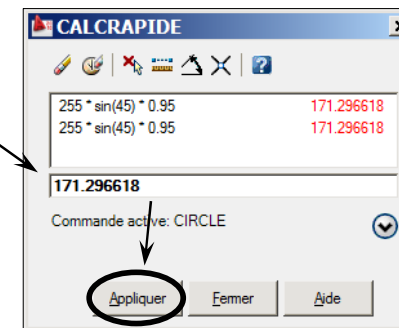 CALCRAPIDE
255 * sin(45) * 0.95 171.296618
255 * sin(45) * 0.95 171.296618
171.296618
Commande active: CIRCLE
Appliquer Fermer Aide